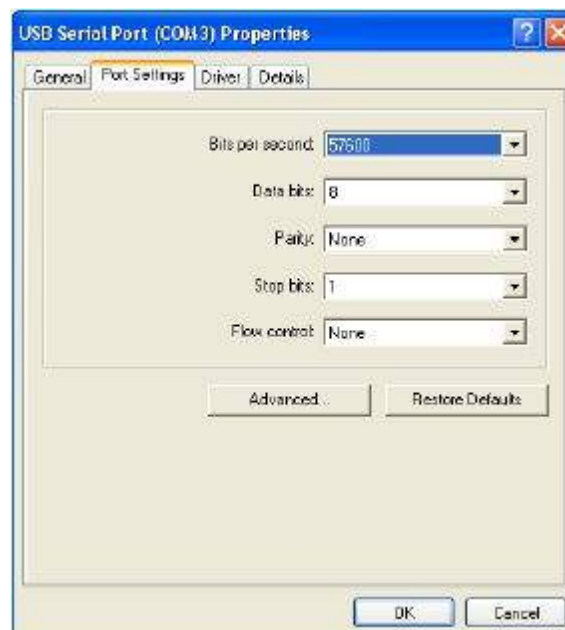 USB Serial Port (COM3) Properties
General Port Settings Driver Details
Bits per second: 57600
Data bits: 8
Parity: None
Stop bits: 1
Flow control: None
Advanced... Restore Defaults
OK Cancel